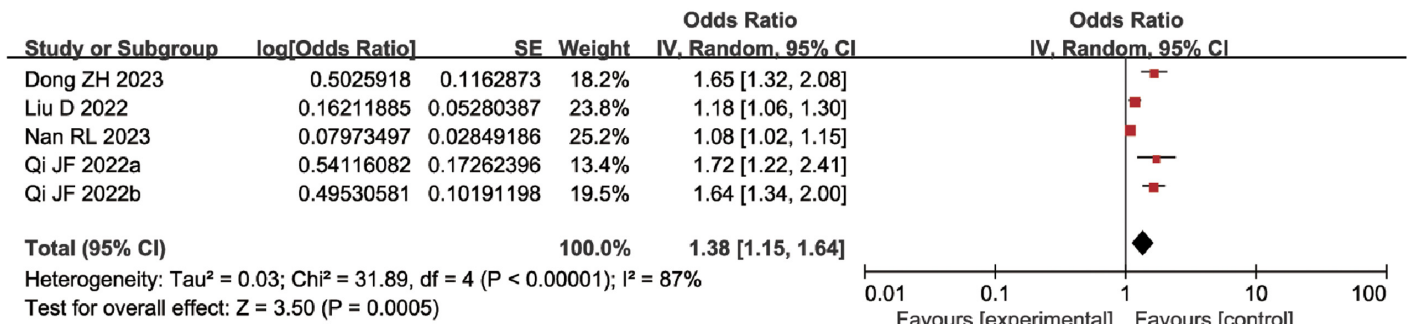 Odds Ratio Odds Ratio
Study or Subgroup log[Odds Ratio] SE Weight IV, Random, 95% CI IV, Random, 95% CI
Dong ZH 2023 0.5025918 0.1162873 18.2% 1.65 [1.32, 2.08]
Liu D 2022 0.16211885 0.05280387 23.8% 1.18 [1.06, 1.30]
Nan RL 2023 0.07973497 0.02849186 25.2% 1.08 [1.02, 1.15]
Qi JF 2022a 0.54116082 0.17262396 13.4% 1.72 [1.22, 2.41]
Qi JF 2022b 0.49530581 0.10191198 19.5% 1.64 [1.34, 2.00]
Total (95% CI) 100.0% 1.38 [1.15, 1.64]
Heterogeneity: Tau² = 0.03; Chi² = 31.89, df = 4 (P < 0.00001); I² = 87%
Test for overall effect: Z = 3.50 (P = 0.0005)
0.01 0.1 1 10 100
Favours [experimental] Favours [control]